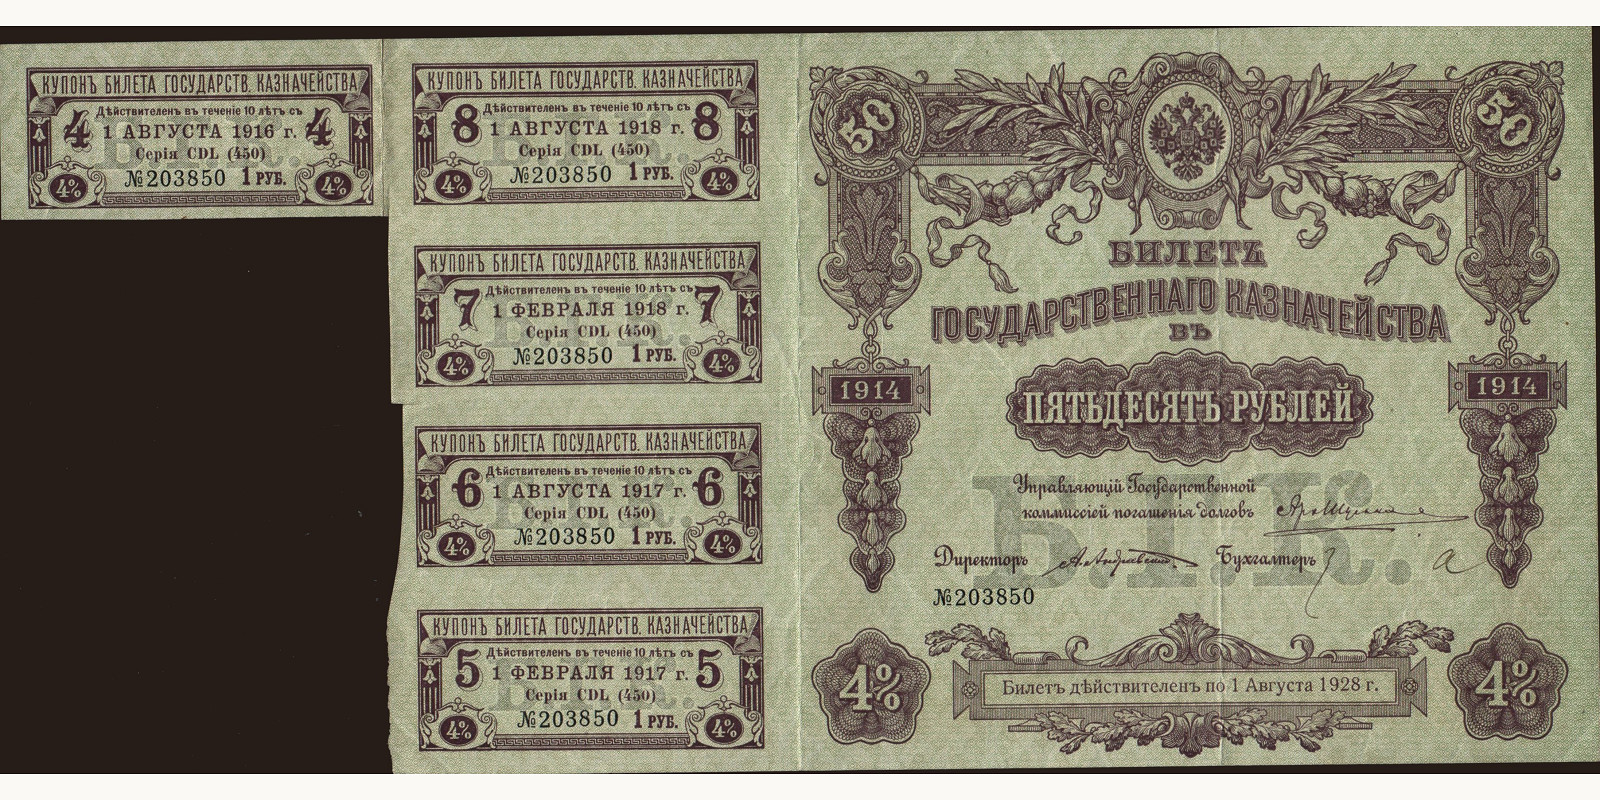 КУПОНЪ БИЛЕТА ГОСУДАРСТВ. КАЗНАЧЕЙСТВА
Дѣйствителенъ въ теченіе 10 лѣтъ съ
4 1 АВГУСТА 1916 г. 4
Серія CDL (450)
№203850 1 РУБ.
4% 4%
КУПОНЪ БИЛЕТА ГОСУДАРСТВ. КАЗНАЧЕЙСТВА
Дѣйствителенъ въ теченіе 10 лѣтъ съ
8 1 АВГУСТА 1918 г. 8
Серія CDL (450)
№203850 1 РУБ.
4% 4%
КУПОНЪ БИЛЕТА ГОСУДАРСТВ. КАЗНАЧЕЙСТВА
Дѣйствителенъ въ теченіе 10 лѣтъ съ
7 1 ФЕВРАЛЯ 1918 г. 7
Серія CDL (450)
№203850 1 РУБ.
4% 4%
КУПОНЪ БИЛЕТА ГОСУДАРСТВ. КАЗНАЧЕЙСТВА
Дѣйствителенъ въ теченіе 10 лѣтъ съ
6 1 АВГУСТА 1917 г. 6
Серія CDL (450)
№203850 1 РУБ.
4% 4%
КУПОНЪ БИЛЕТА ГОСУДАРСТВ. КАЗНАЧЕЙСТВА
Дѣйствителенъ въ теченіе 10 лѣтъ съ
5 1 ФЕВРАЛЯ 1917 г. 5
Серія CDL (450)
№203850 1 РУБ.
4% 4%
50 50
БИЛЕТЪ
ГОСУДАРСТВЕННАГО КАЗНАЧЕЙСТВА
ВЪ
1914 1914
ПЯТЬДЕСЯТЪ РУБЛЕЙ
Б.Г.К.
Управляющій Государственной
коммиссіей погашенія долговъ
Директоръ Бухгалтеръ
№203850
4% 4%
Билетъ дѣйствителенъ по 1 Августа 1928 г.